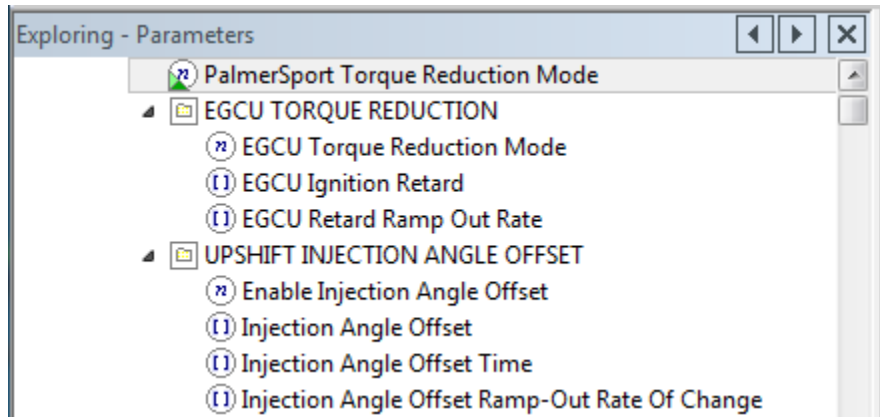 Exploring - Parameters
PalmerSport Torque Reduction Mode
EGCU TORQUE REDUCTION
EGCU Torque Reduction Mode
EGCU Ignition Retard
EGCU Retard Ramp Out Rate
UPSHIFT INJECTION ANGLE OFFSET
Enable Injection Angle Offset
Injection Angle Offset
Injection Angle Offset Time
Injection Angle Offset Ramp-Out Rate Of Change